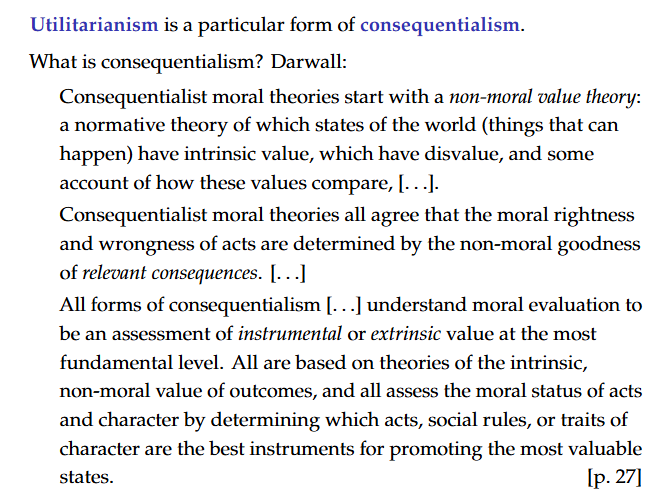 Utilitarianism is a particular form of consequentialism.
What is consequentialism? Darwall:
Consequentialist moral theories start with a non-moral value theory:
a normative theory of which states of the world (things that can
happen) have intrinsic value, which have disvalue, and some
account of how these values compare, [. . .].
Consequentialist moral theories all agree that the moral rightness
and wrongness of acts are determined by the non-moral goodness
of relevant consequences. [. . .]
All forms of consequentialism [. . .] understand moral evaluation to
be an assessment of instrumental or extrinsic value at the most
fundamental level. All are based on theories of the intrinsic,
non-moral value of outcomes, and all assess the moral status of acts
and character by determining which acts, social rules, or traits of
character are the best instruments for promoting the most valuable
states. [p. 27]